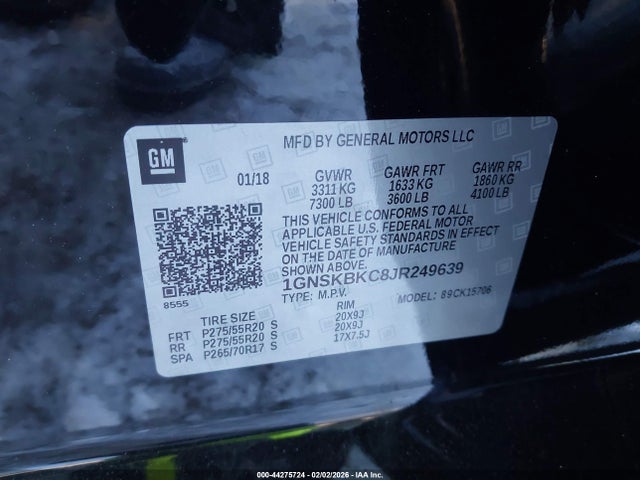 GM
MFD BY GENERAL MOTORS LLC
01/18
GVWR GAWR FRT GAWR RR
3311 KG 1633 KG 1860 KG
7300 LB 3600 LB 4100 LB
THIS VEHICLE CONFORMS TO ALL
APPLICABLE U.S. FEDERAL MOTOR
VEHICLE SAFETY STANDARDS IN EFFECT
ON THE DATE OF MANUFACTURE
SHOWN ABOVE.
1GNSKBKC8JR249639
TYPE: M.P.V. MODEL: 89CK15706
8555
TIRE SIZE RIM
FRT P275/55R20 S 20X9J
RR P275/55R20 S 20X9J
SPA P265/70R17 S 17X7.5J
000-44275724 - 02/02/2026 - IAA Inc.